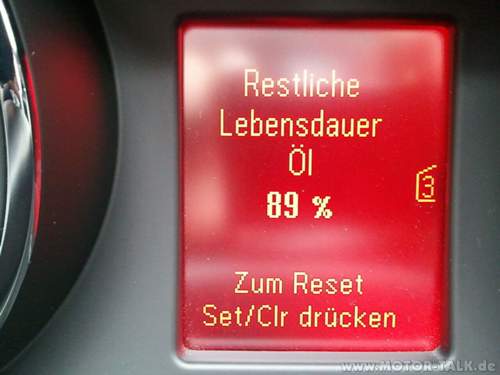 Restliche
Lebensdauer
Öl
89 %
3
Zum Reset
Set/Clr drücken
www.MOTOR-TALK.de